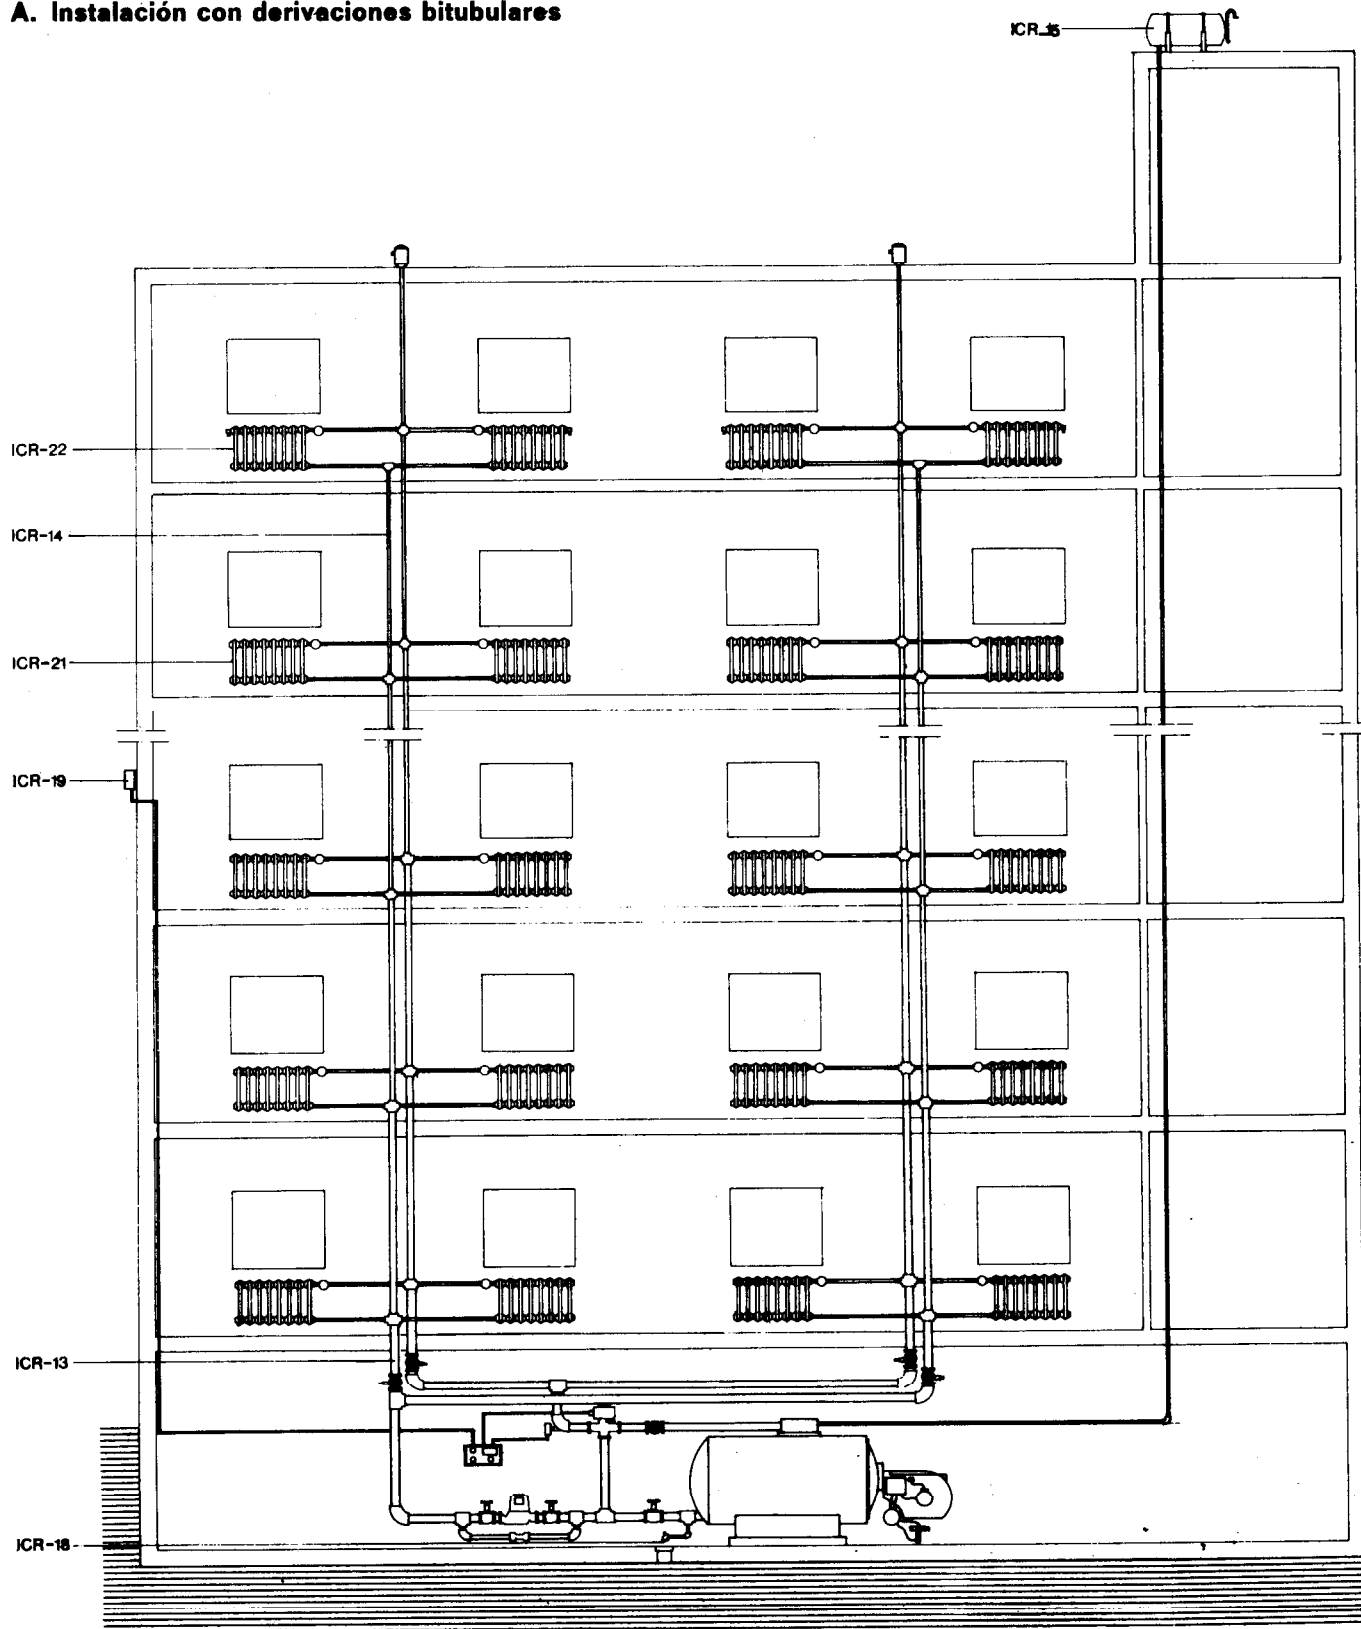 A. Instalación con derivaciones bitubulares
ICR-15
ICR-22
ICR-14
ICR-21
ICR-19
ICR-13
ICR-18